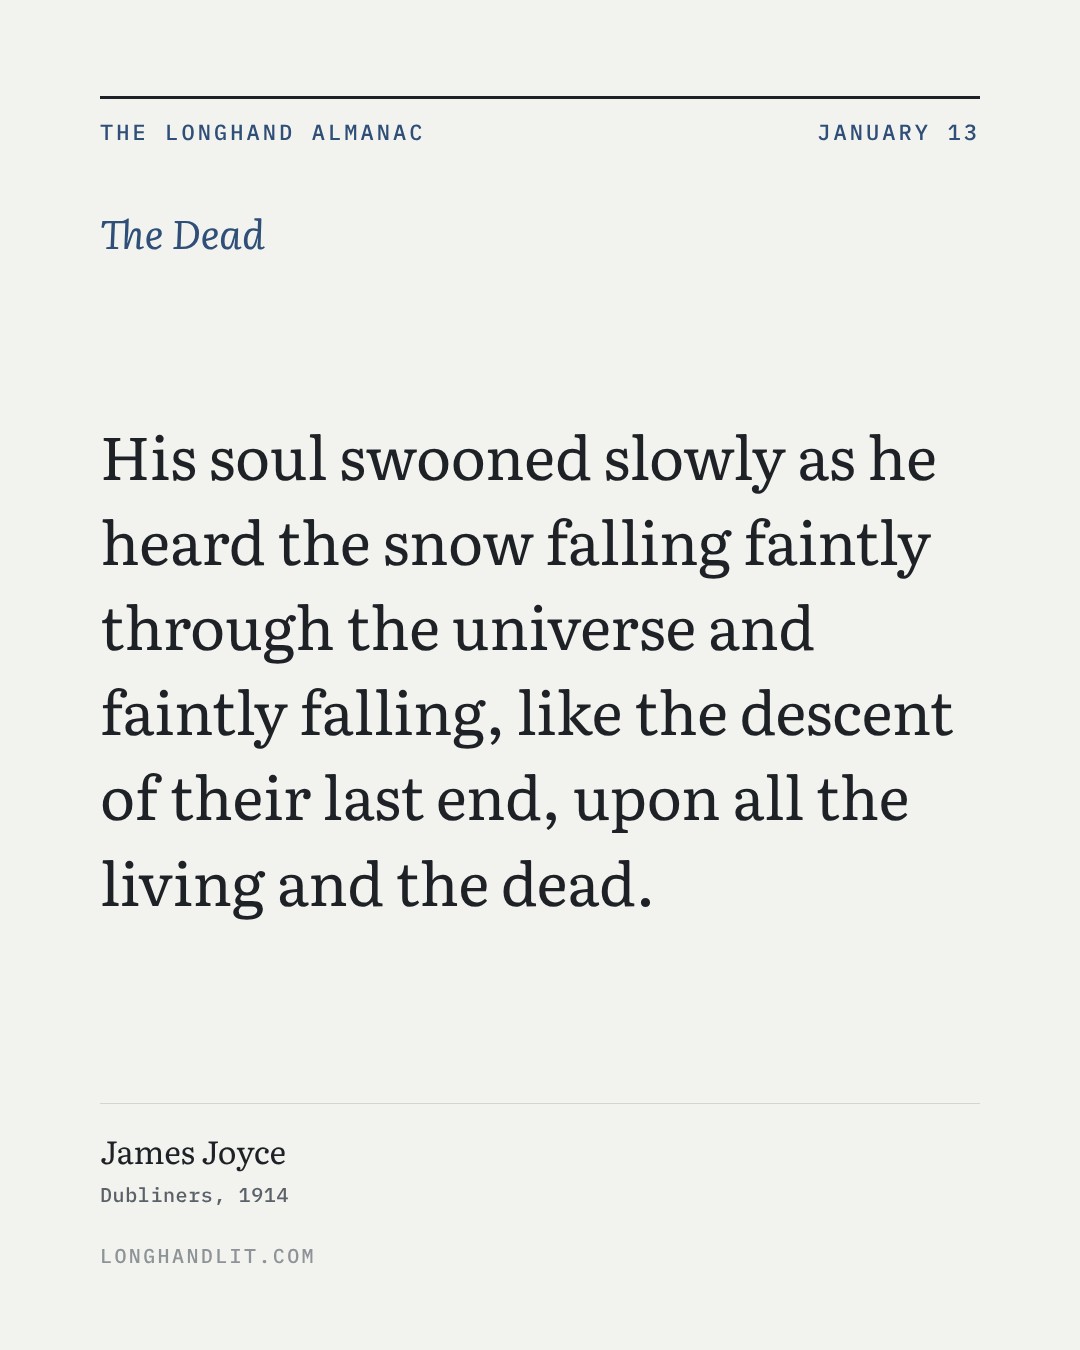 THE LONGHAND ALMANAC JANUARY 13
The Dead
His soul swooned slowly as he
heard the snow falling faintly
through the universe and
faintly falling, like the descent
of their last end, upon all the
living and the dead.
James Joyce
Dubliners, 1914
LONGHANDLIT.COM